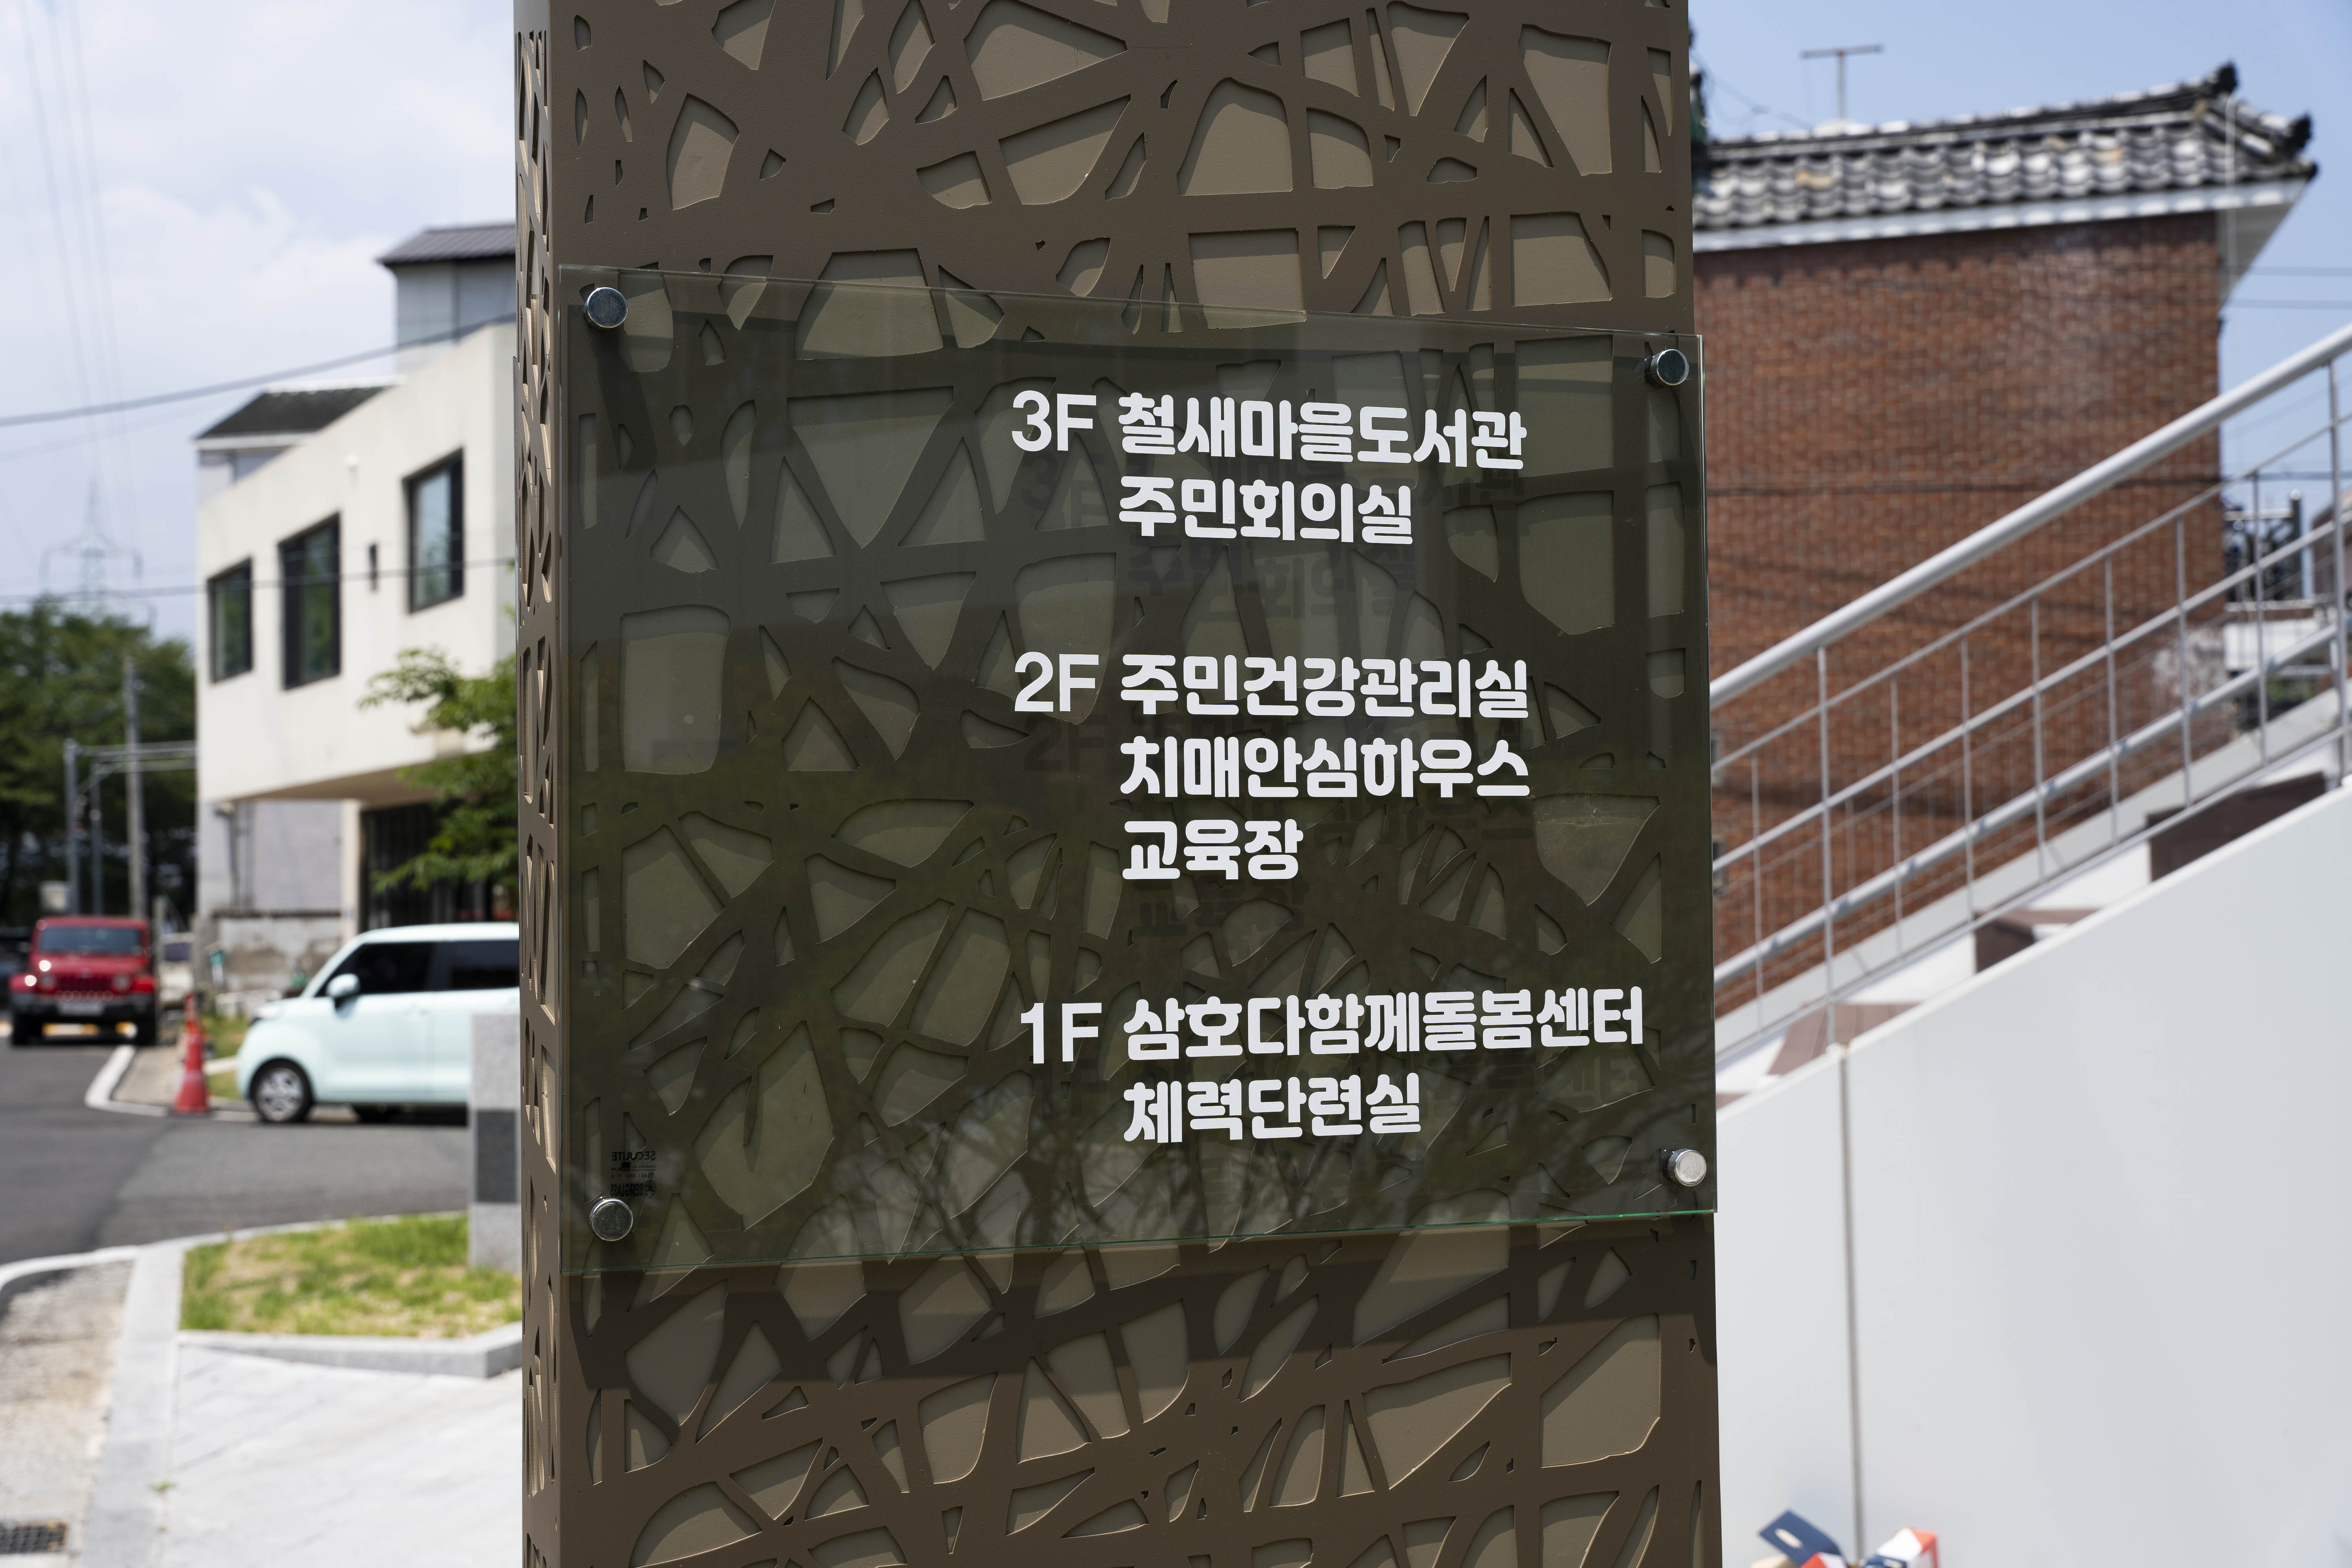 3F 철새마을도서관
주민회의실
2F 주민건강관리실
치매안심하우스
교육장
1F 삼호다함께돌봄센터
체력단련실